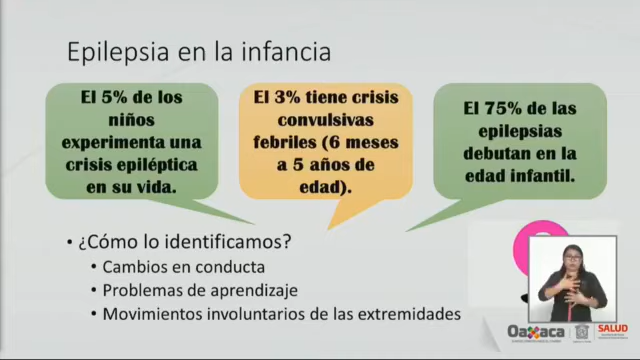 Epilepsia en la infancia
El 5% de los
niños
experimenta una
crisis epiléptica
en su vida.
El 3% tiene crisis
convulsivas
febriles (6 meses
a 5 años de
edad).
El 75% de las
epilepsias
debutan en la
edad infantil.
• ¿Cómo lo identificamos?
• Cambios en conducta
• Problemas de aprendizaje
• Movimientos involuntarios de las extremidades
Oaxaca
SALUD